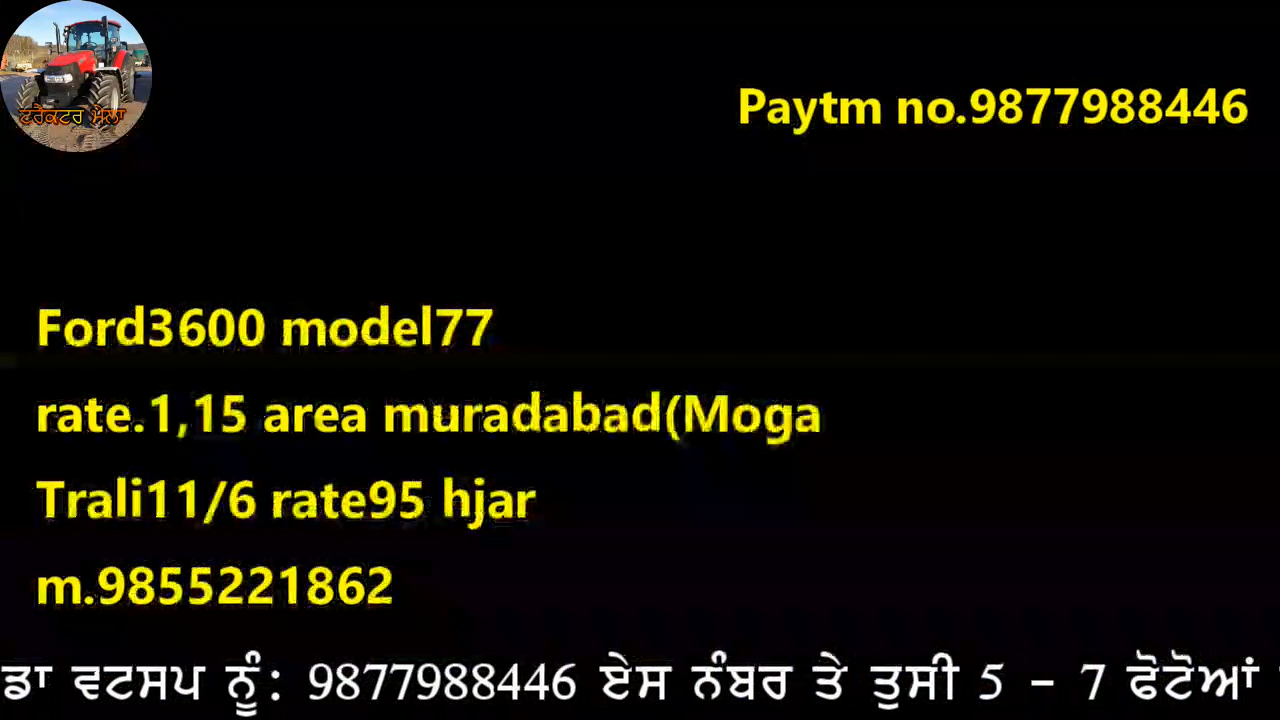 ਟਰੈਕਟਰ ਮੇਲਾ
Paytm no.9877988446
Ford3600 model77
rate.1,15 area muradabad(Moga
Trali11/6 rate95 hjar
m.9855221862
ਡਾ ਵਟਸਪ ਨੂੰ: 9877988446 ਏਸ ਨੰਬਰ ਤੇ ਤੁਸੀ 5 - 7 ਫੋਟੋਆਂ